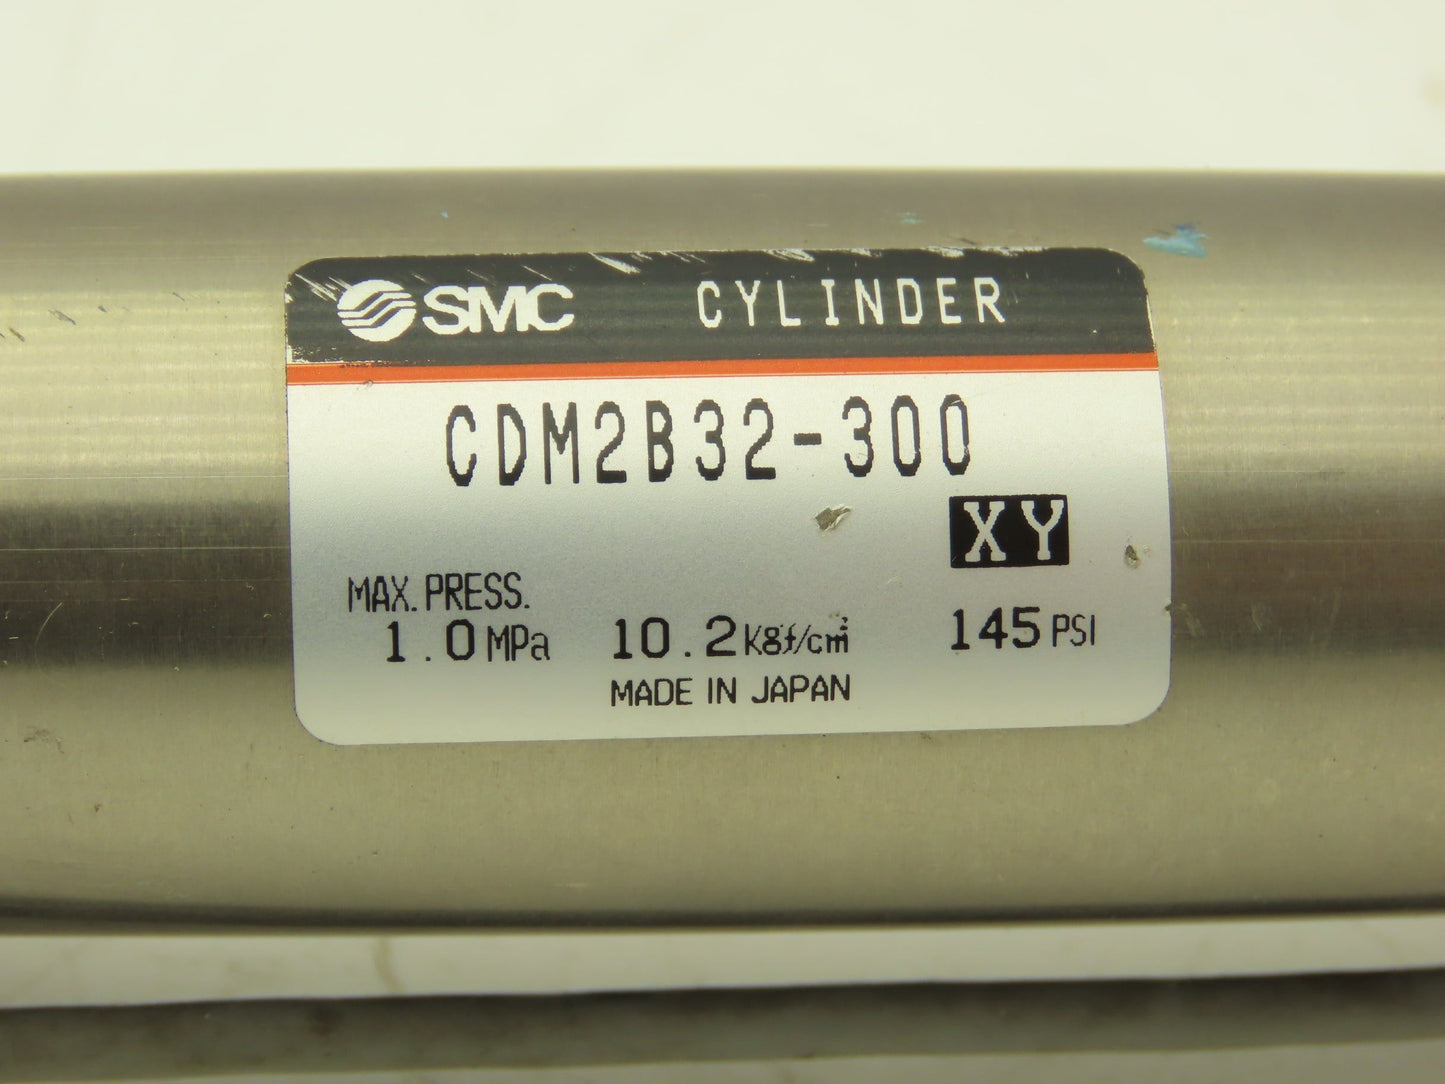 SMC CYLINDER
CDM2B32-300
XY
MAX. PRESS.
1.0 MPa 10.2 Kgf/cm² 145 PSI
MADE IN JAPAN